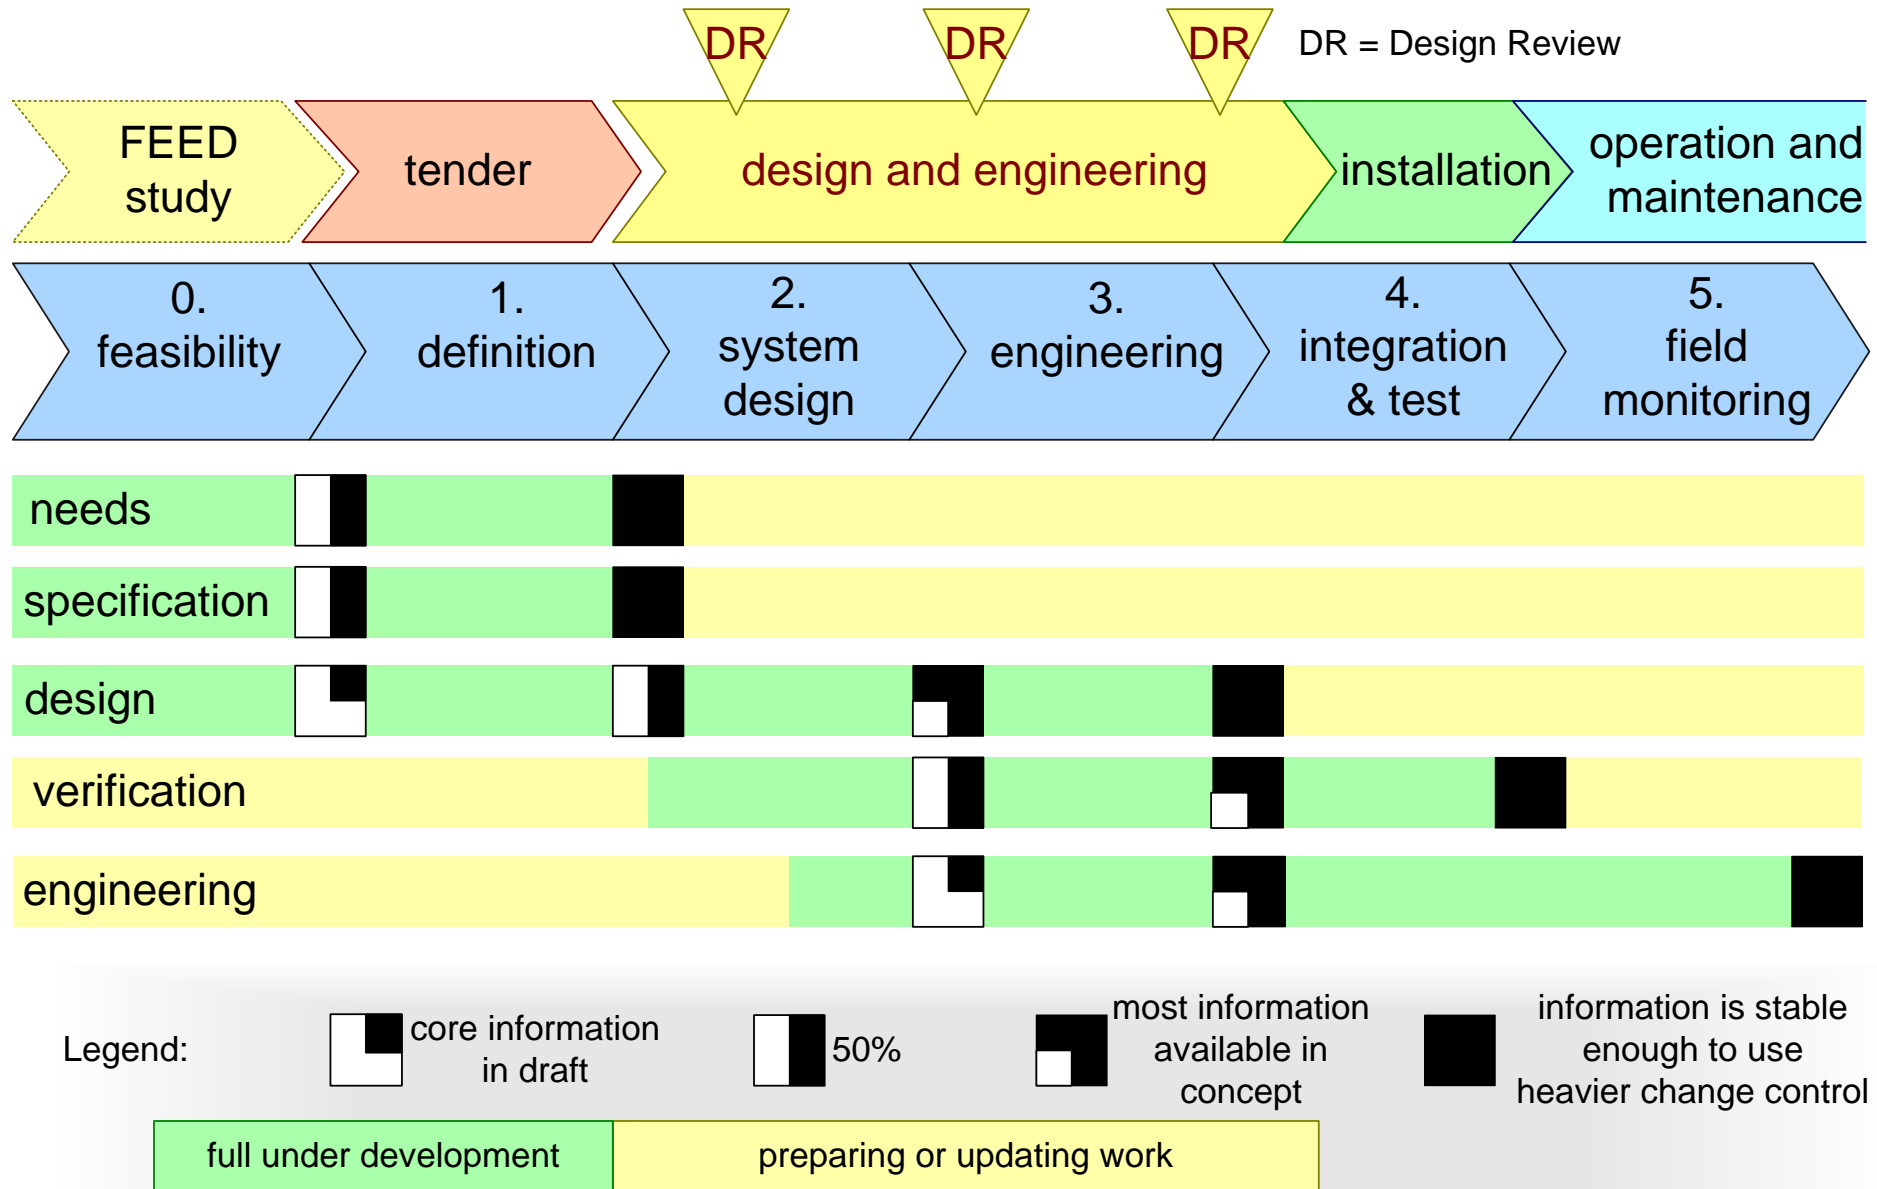 DR DR DR DR = Design Review
FEED
study
tender
design and engineering
installation
operation and
maintenance
0.
feasibility
1.
definition
2.
system
design
3.
engineering
4.
integration
& test
5.
field
monitoring
needs
specification
design
verification
engineering
Legend:
core information
in draft
50%
most information
available in
concept
information is stable
enough to use
heavier change control
full under development
preparing or updating work